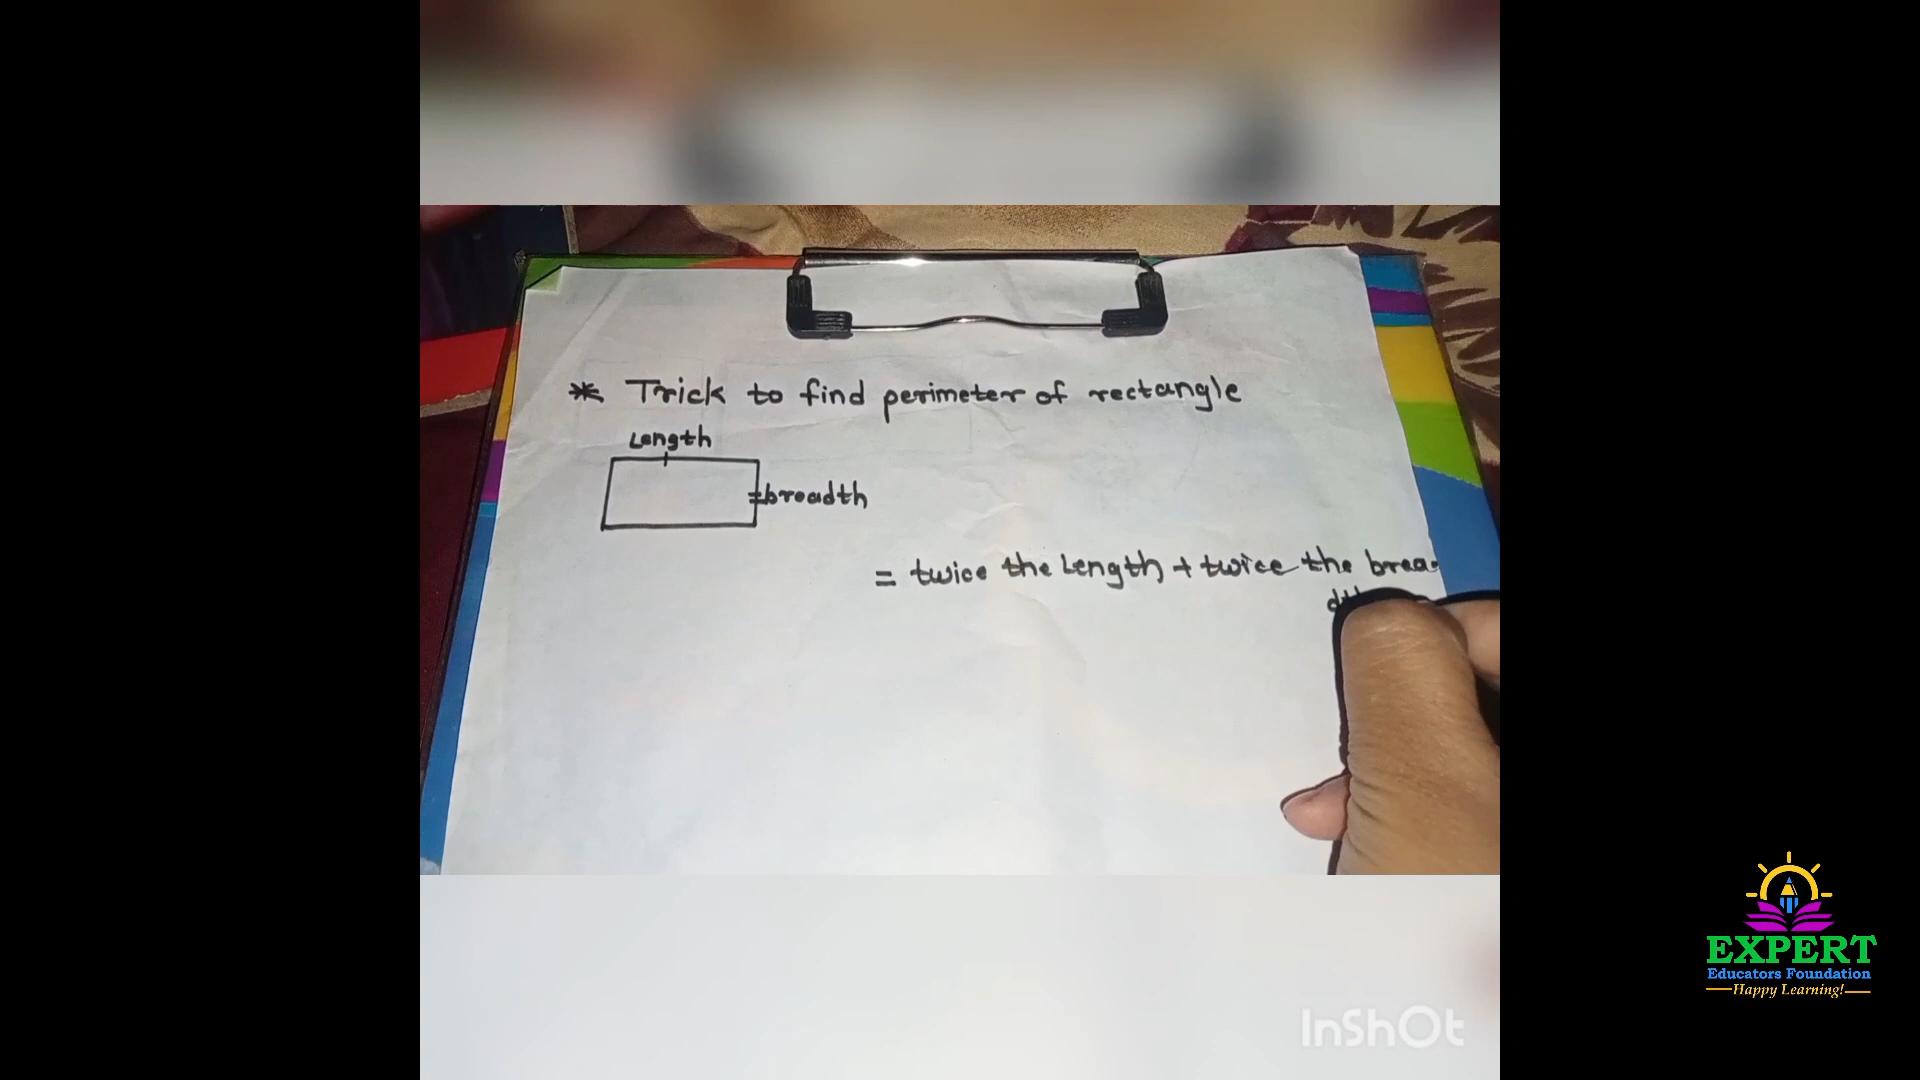 * Trick to find perimeter of rectangle
Length
breadth
= twice the Length + twice the brea-
InShOt
EXPERT
Educators Foundation
Happy Learning!